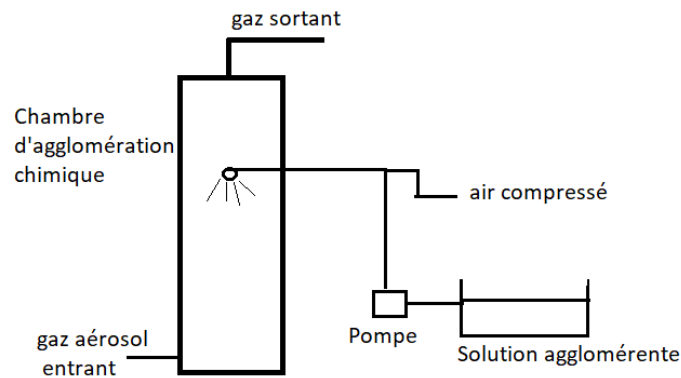 gaz sortant
Chambre
d'agglomération
chimique
air compressé
gaz aérosol
entrant
Pompe
Solution agglomérente